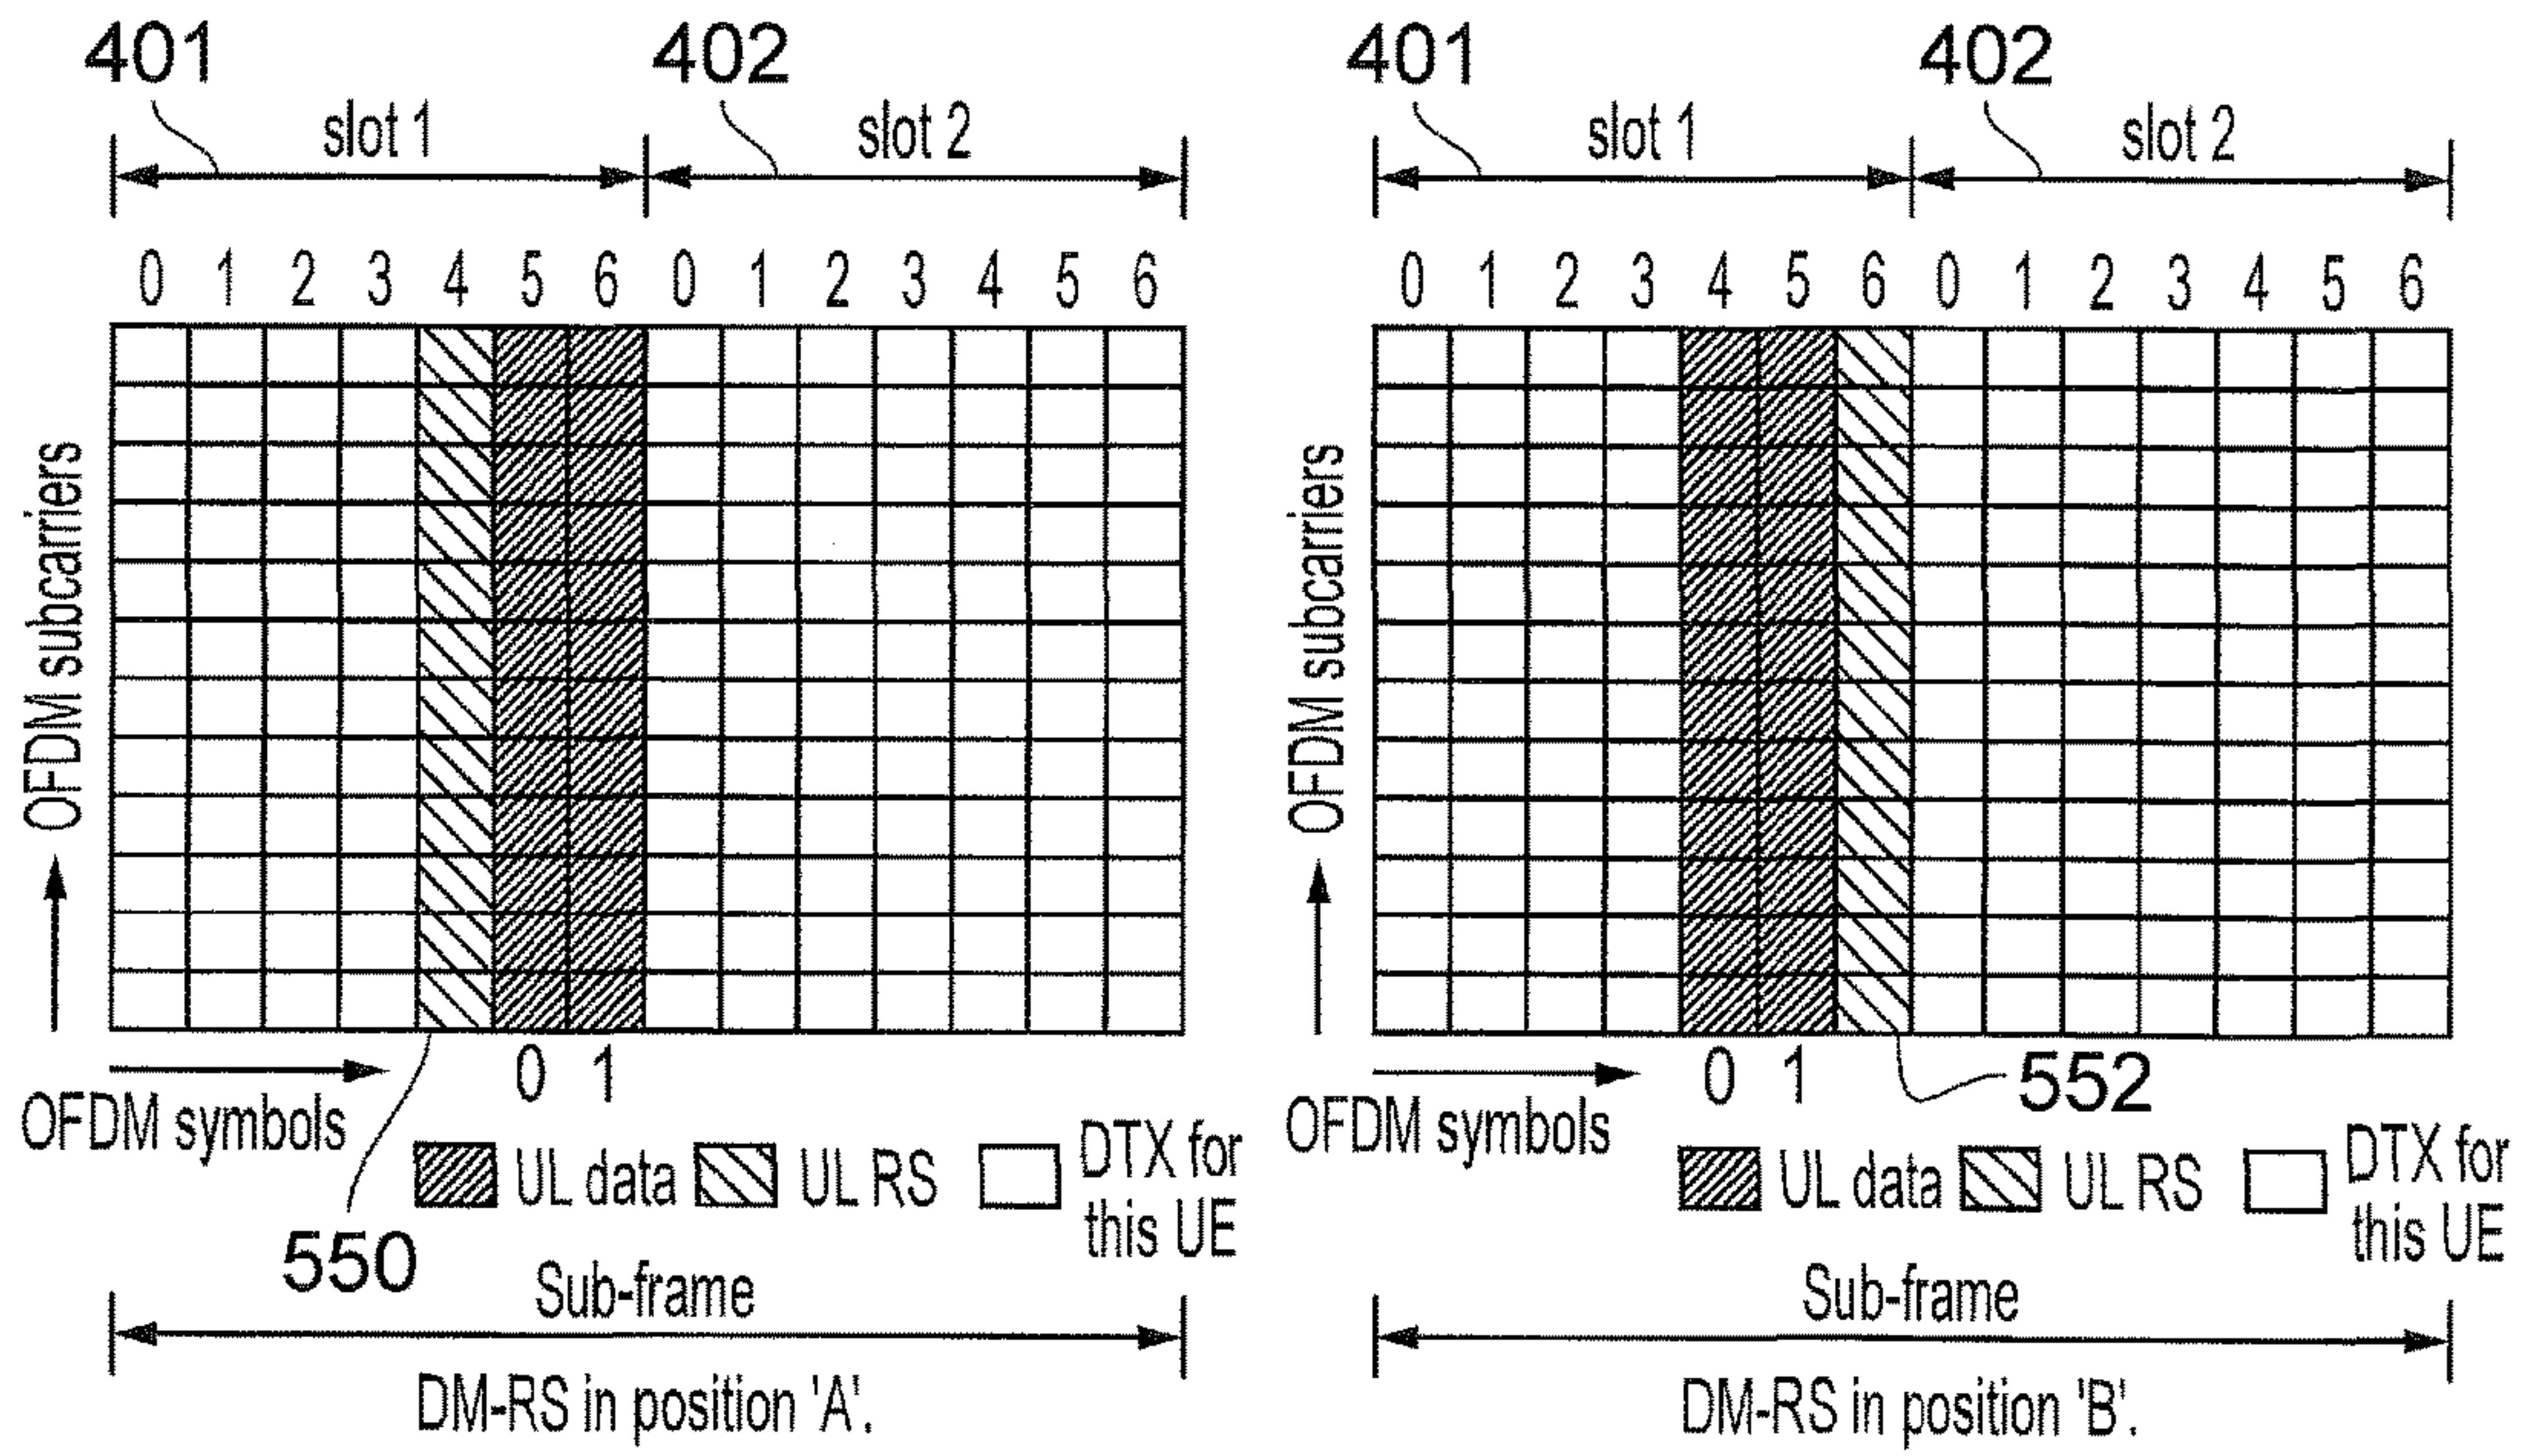 401
402
slot 1
slot 2
0 1 2 3 4 5 6 0 1 2 3 4 5 6
OFDM subcarriers
0 1
OFDM symbols
UL data
UL RS
DTX for
this UE
550
Sub-frame
DM-RS in position 'A'.
401
402
slot 1
slot 2
0 1 2 3 4 5 6 0 1 2 3 4 5 6
OFDM subcarriers
0 1
552
OFDM symbols
UL data
UL RS
DTX for
this UE
Sub-frame
DM-RS in position 'B'.